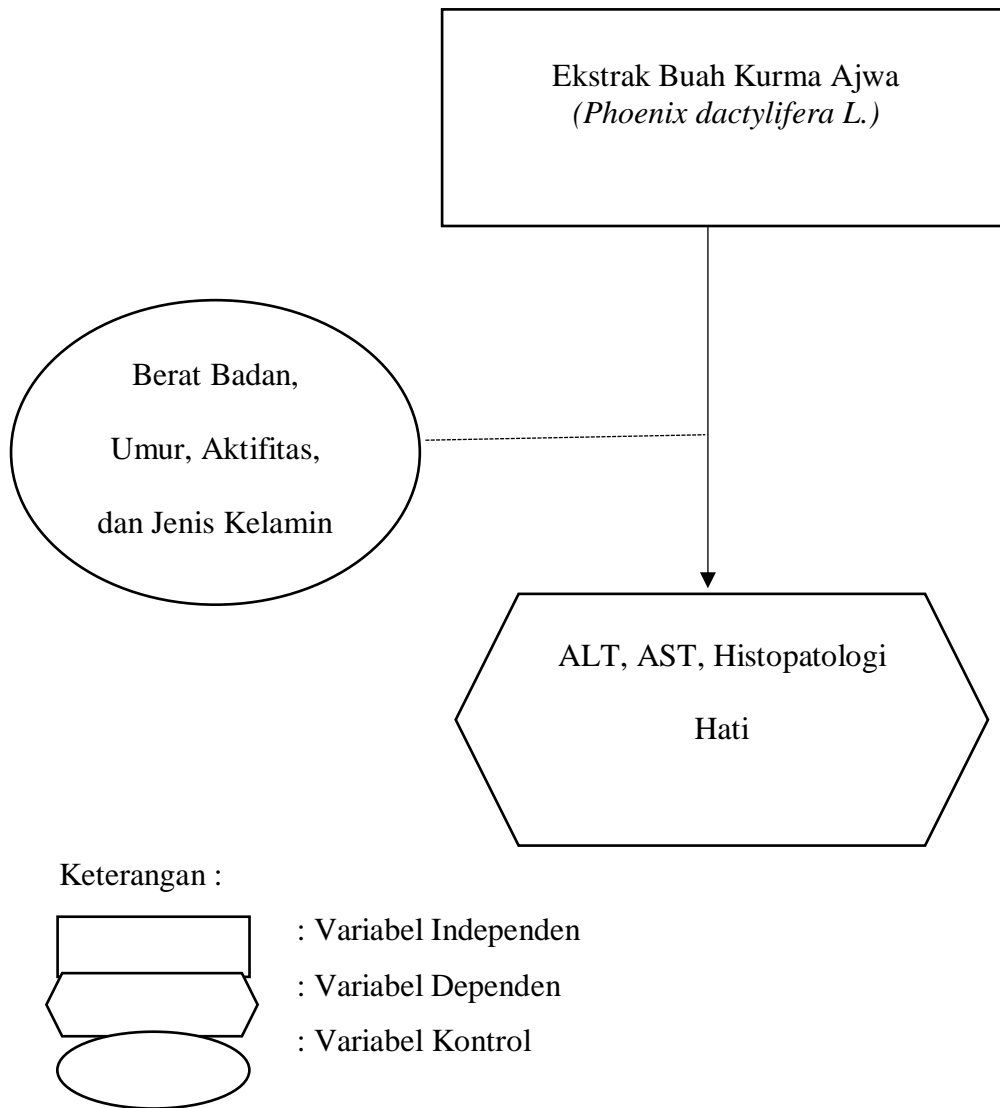 Ekstrak Buah Kurma Ajwa
(Phoenix dactylifera L.)
Berat Badan,
Umur, Aktifitas,
dan Jenis Kelamin
ALT, AST, Histopatologi
Hati
Keterangan :
: Variabel Independen
: Variabel Dependen
: Variabel Kontrol